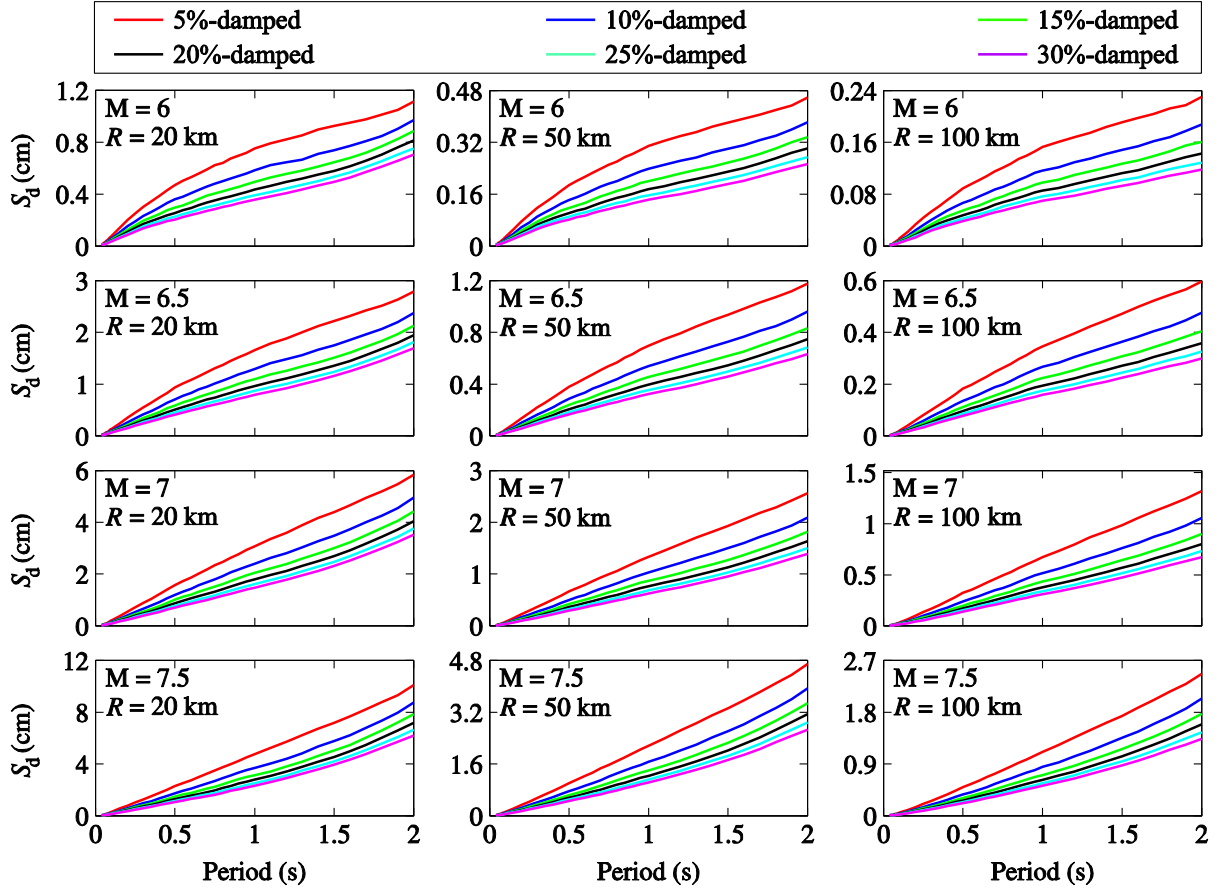 5%-damped 10%-damped 15%-damped
20%-damped 25%-damped 30%-damped
1.2
0.8
0.4
0
S_d (cm)
M = 6
R = 20 km
0.48
0.32
0.16
0
M = 6
R = 50 km
0.24
0.16
0.08
0
M = 6
R = 100 km
3
2
1
0
S_d (cm)
M = 6.5
R = 20 km
1.2
0.8
0.4
0
M = 6.5
R = 50 km
0.6
0.4
0.2
0
M = 6.5
R = 100 km
6
4
2
0
S_d (cm)
M = 7
R = 20 km
3
2
1
0
M = 7
R = 50 km
1.5
1
0.5
0
M = 7
R = 100 km
12
8
4
0
S_d (cm)
M = 7.5
R = 20 km
4.8
3.2
1.6
0
M = 7.5
R = 50 km
2.7
1.8
0.9
0
M = 7.5
R = 100 km
0 0.5 1 1.5 2
0 0.5 1 1.5 2
0 0.5 1 1.5 2
Period (s) Period (s) Period (s)